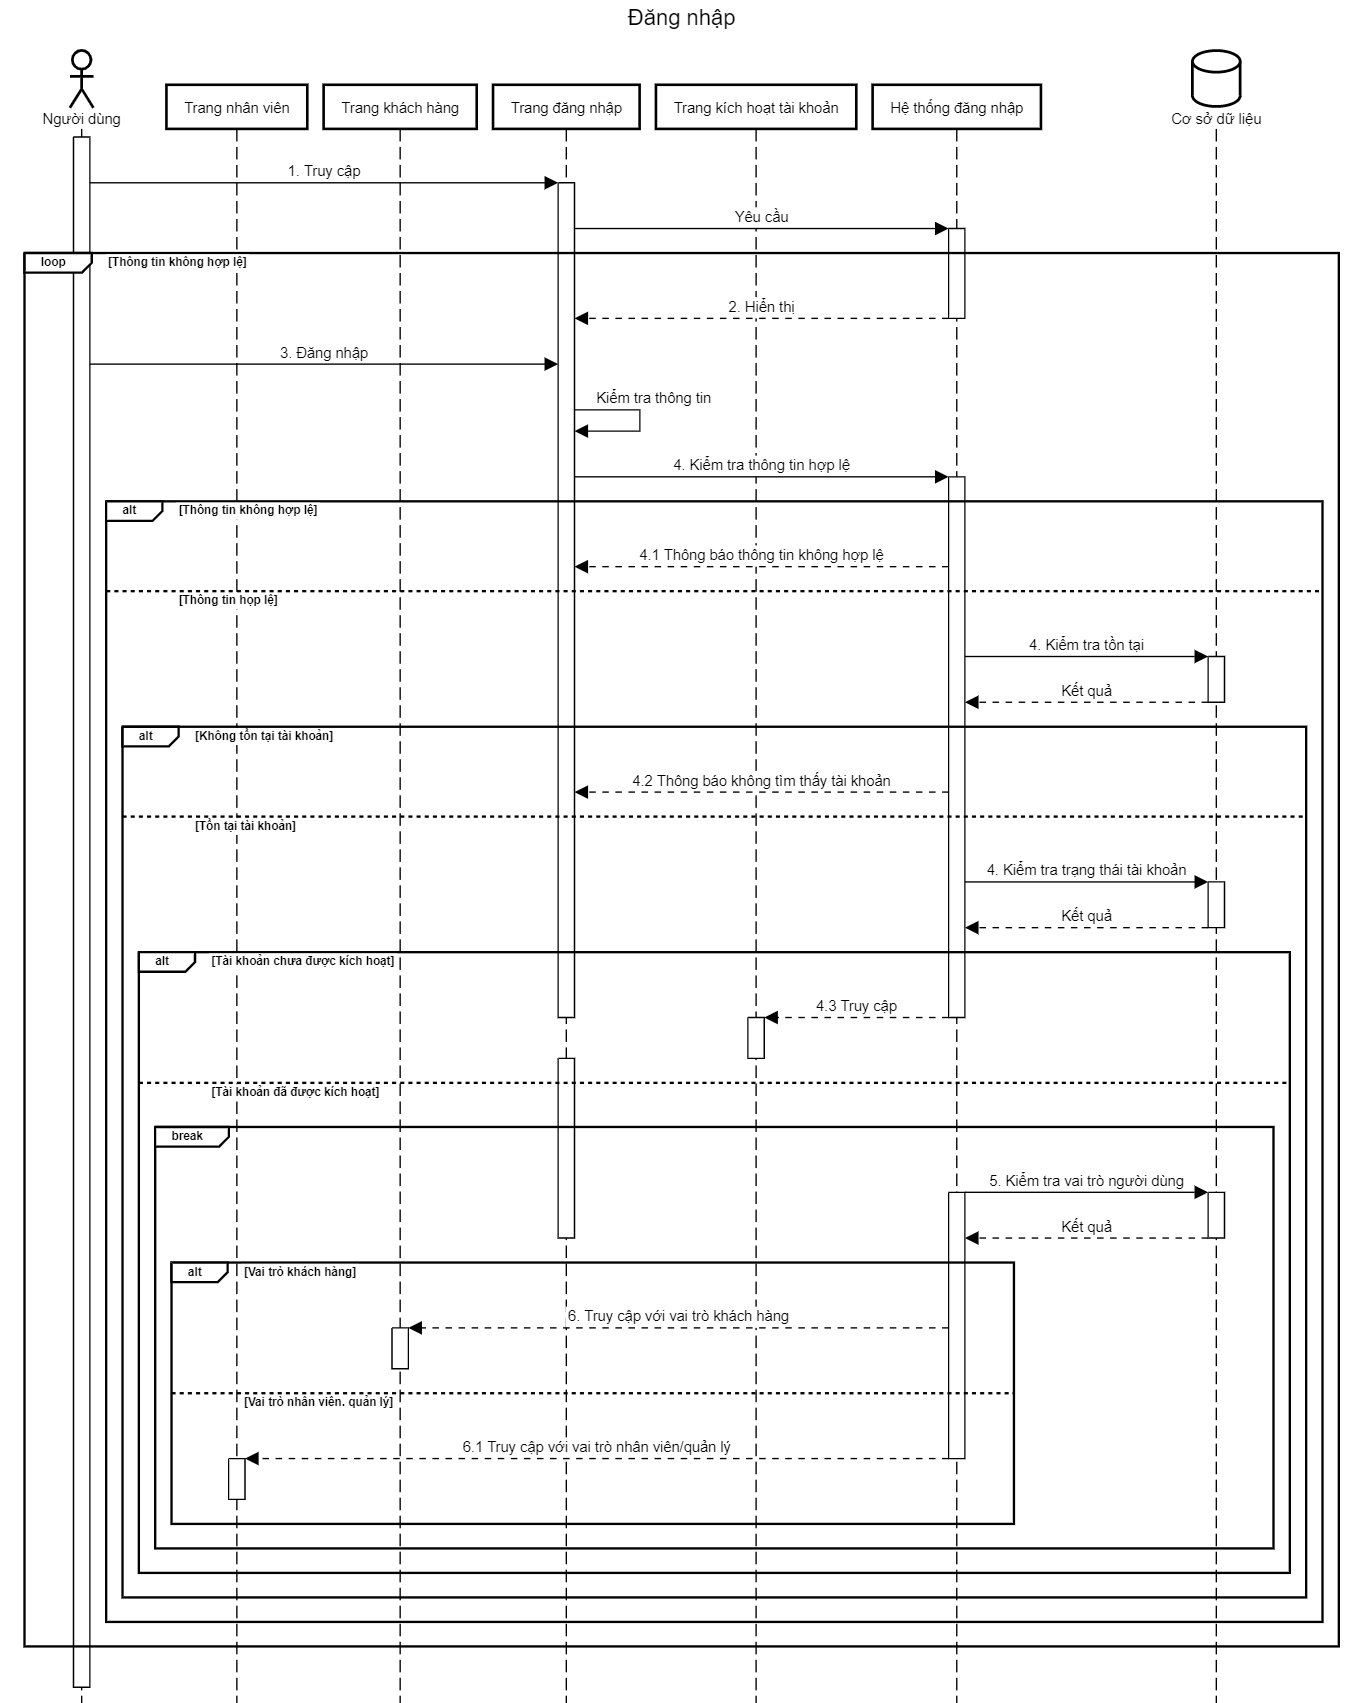 Đăng nhập
Người dùng
Trang nhân viên
Trang khách hàng
Trang đăng nhập
Trang kích hoạt tài khoản
Hệ thống đăng nhập
Cơ sở dữ liệu
1. Truy cập
Yêu cầu
loop
[Thông tin không hợp lệ]
2. Hiển thị
3. Đăng nhập
Kiểm tra thông tin
4. Kiểm tra thông tin hợp lệ
alt
[Thông tin không hợp lệ]
4.1 Thông báo thông tin không hợp lệ
[Thông tin họp lệ]
4. Kiểm tra tồn tại
Kết quả
alt
[Không tồn tại tài khoản]
4.2 Thông báo không tìm thấy tài khoản
[Tồn tại tài khoản]
4. Kiểm tra trạng thái tài khoản
Kết quả
alt
[Tài khoản chưa được kích hoạt]
4.3 Truy cập
[Tài khoản đã được kích hoạt]
break
5. Kiểm tra vai trò người dùng
Kết quả
alt
[Vai trò khách hàng]
6. Truy cập với vai trò khách hàng
[Vai trò nhân viên. quản lý]
6.1 Truy cập với vai trò nhân viên/quản lý